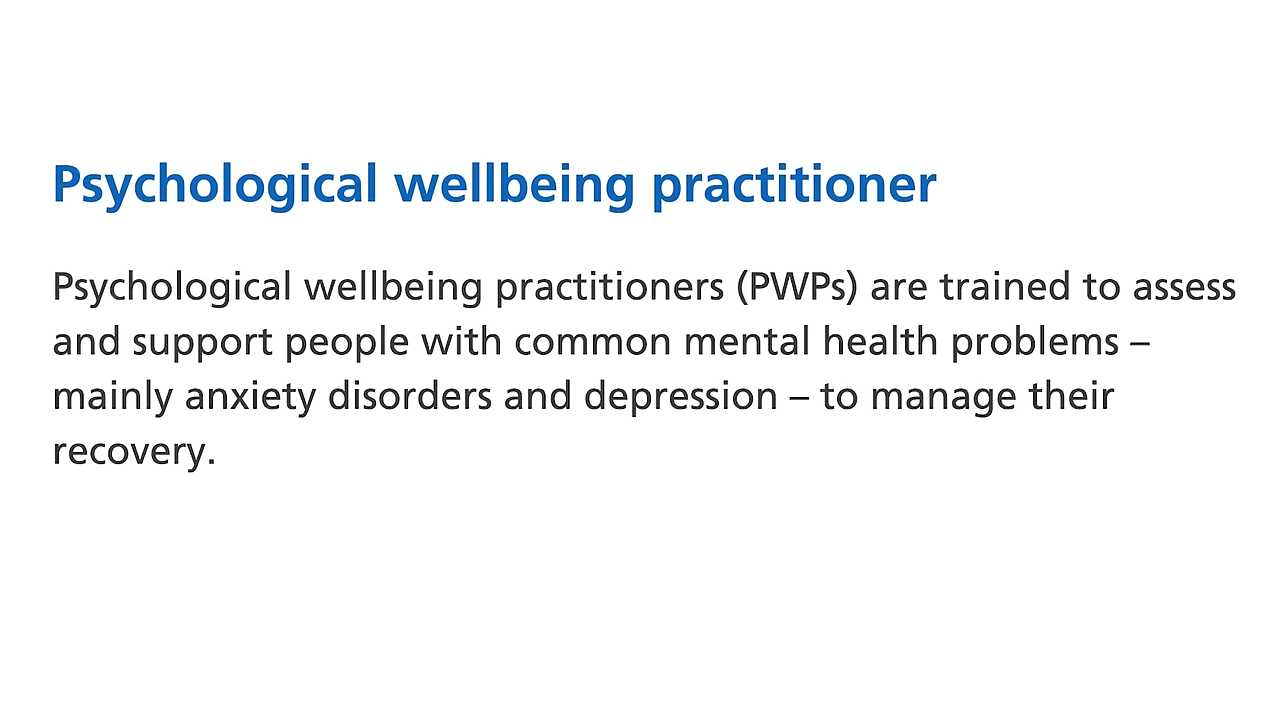 Psychological wellbeing practitioner
Psychological wellbeing practitioners (PWPs) are trained to assess
and support people with common mental health problems –
mainly anxiety disorders and depression – to manage their
recovery.